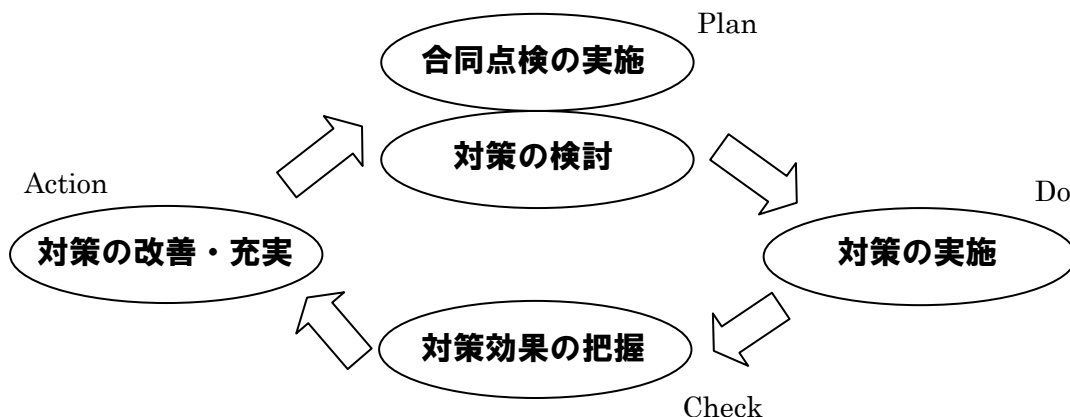 Plan
合同点検の実施
対策の検討
Action
Do
対策の改善・充実
対策の実施
対策効果の把握
Check